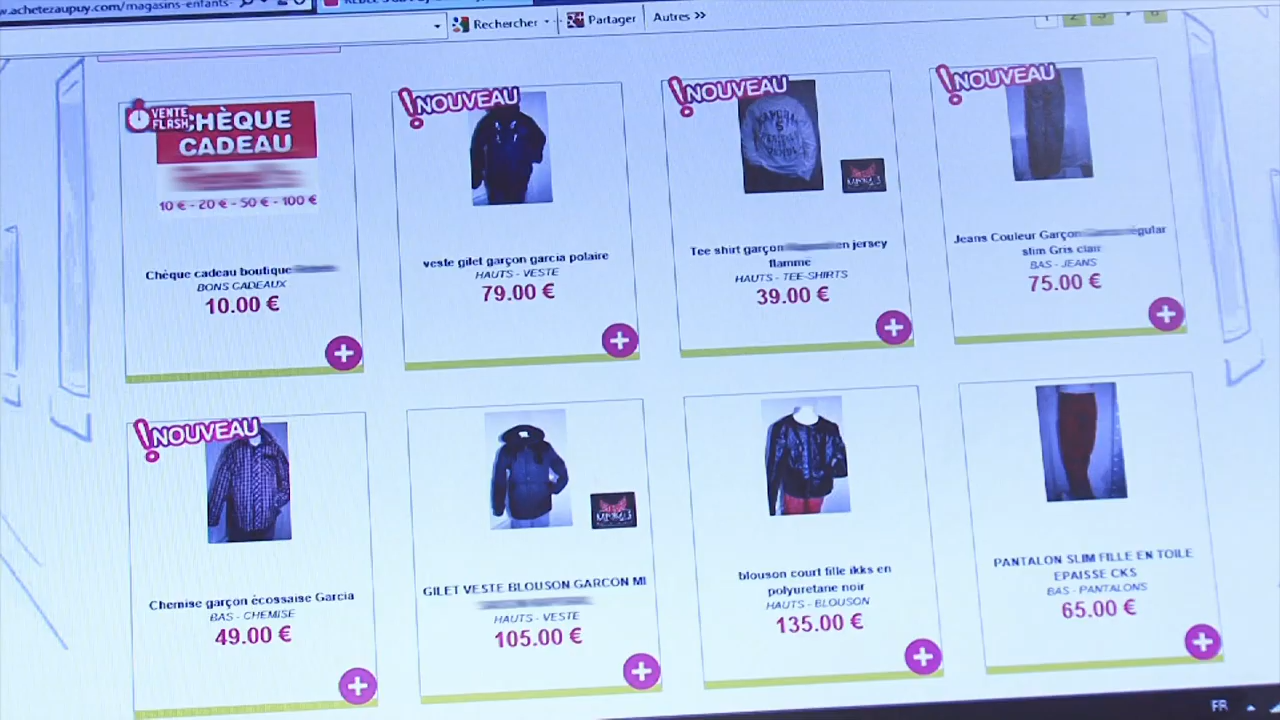 w.achetezaupuy.com/magasins-enfants-
Rechercher
Partager
Autres »
VENTE
FLASH
CHÈQUE
CADEAU
10 € - 20 € - 50 € - 100 €
Chèque cadeau boutique
BONS CADEAUX
10.00 €
NOUVEAU
veste gilet garçon garcia polaire
HAUTS - VESTE
79.00 €
NOUVEAU
Tee shirt garçon en jersey
flamme
HAUTS - TEE-SHIRTS
39.00 €
NOUVEAU
Jeans Couleur Garçon égular
slim Gris clair
BAS - JEANS
75.00 €
NOUVEAU
Chemise garçon écossaise Garcia
BAS - CHEMISE
49.00 €
GILET VESTE BLOUSON GARCON MI
HAUTS - VESTE
105.00 €
blouson court fille ikks en
polyuretane noir
HAUTS - BLOUSON
135.00 €
PANTALON SLIM FILLE EN TOILE
EPAISSE CKS
BAS - PANTALONS
65.00 €
FR